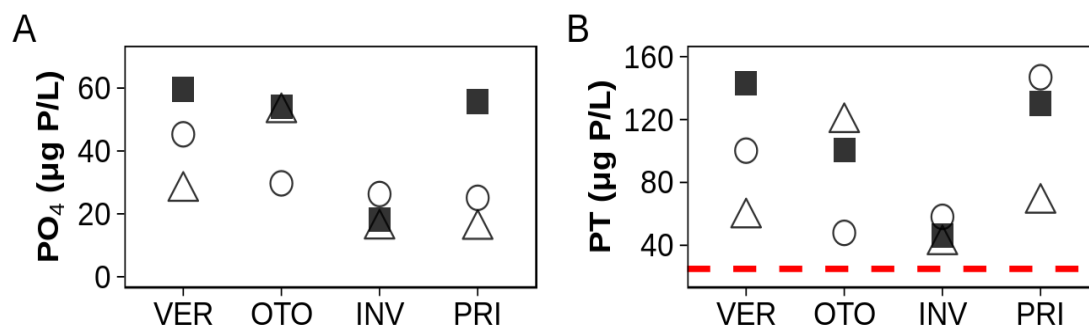 A
PO₄ (µg P/L)
60
40
20
0
VER OTO INV PRI
B
PT (µg P/L)
160
120
80
40
VER OTO INV PRI